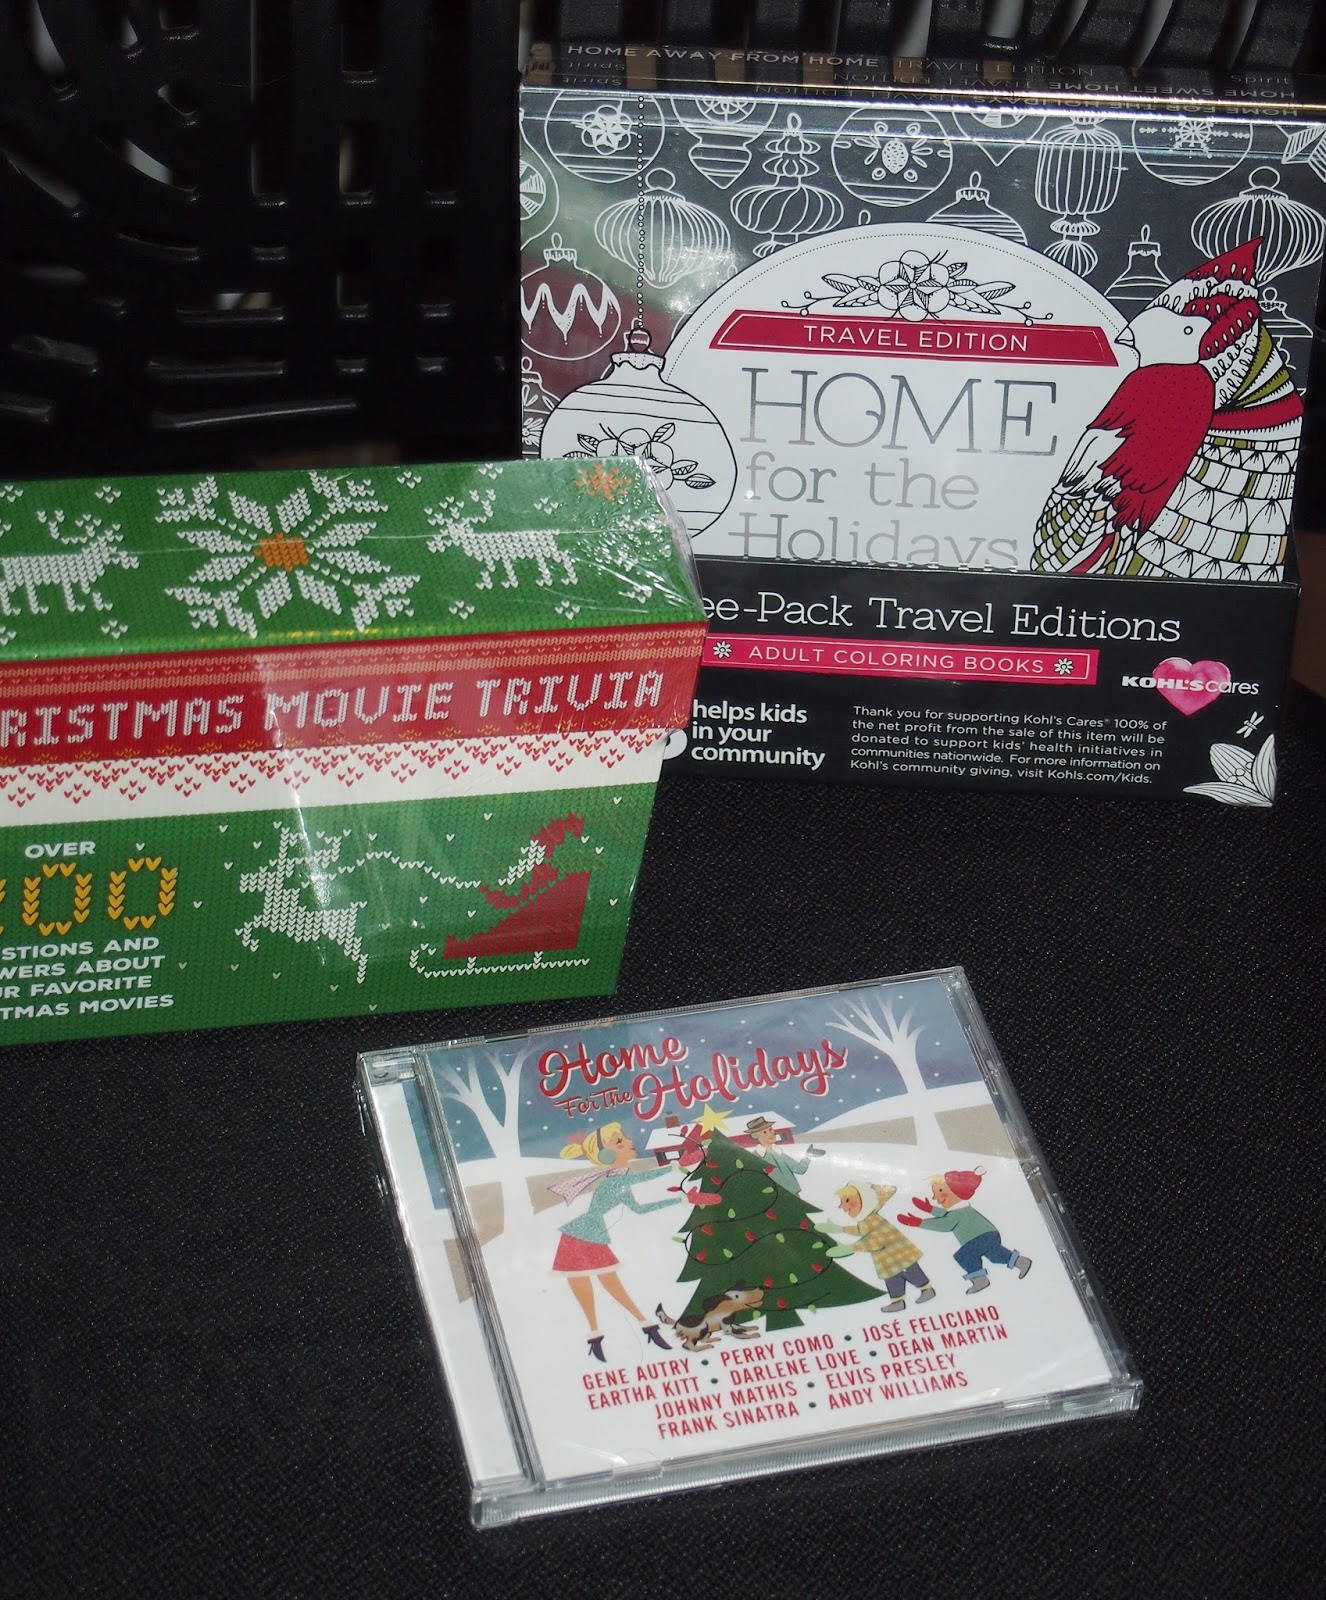 HOME AWAY FROM HOME TRAVEL EDITION
TRAVEL EDITION
HOME SWEET HOME
TRAVEL EDITION
HOME FOR THE HOLIDAYS
TRAVEL EDITION
HOME
for the
Holidays
ee-Pack Travel Editions
ADULT COLORING BOOKS
KOHL'S cares
helps kids
in your
community
Thank you for supporting Kohl's Cares® 100% of
the net profit from the sale of this item will be
donated to support kids' health initiatives in
communities nationwide. For more information on
Kohl's community giving, visit Kohls.com/Kids.
RISTMAS MOVIE TRIVIA
OVER
00
STIONS AND
WERS ABOUT
R FAVORITE
TMAS MOVIES
Home
For The Holidays
GENE AUTRY • PERRY COMO • JOSÉ FELICIANO
EARTHA KITT • DARLENE LOVE • DEAN MARTIN
JOHNNY MATHIS • ELVIS PRESLEY
FRANK SINATRA • ANDY WILLIAMS